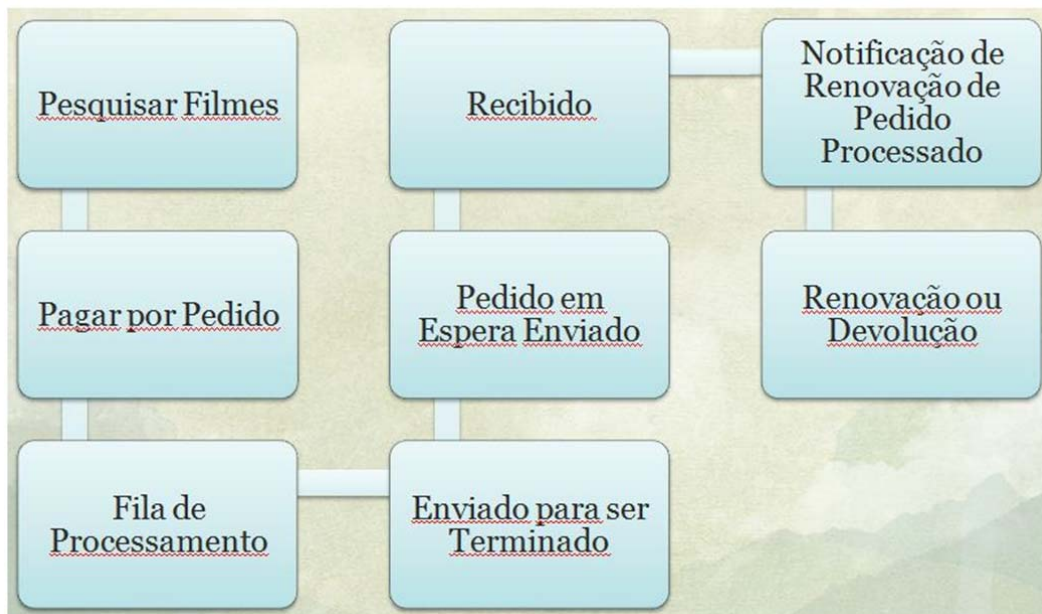 Pesquisar Filmes
Pagar por Pedido
Fila de
Processamento
Enviado para ser
Terminado
Pedido em
Espera Enviado
Recibido
Notificação de
Renovação de
Pedido
Processado
Renovação ou
Devolução